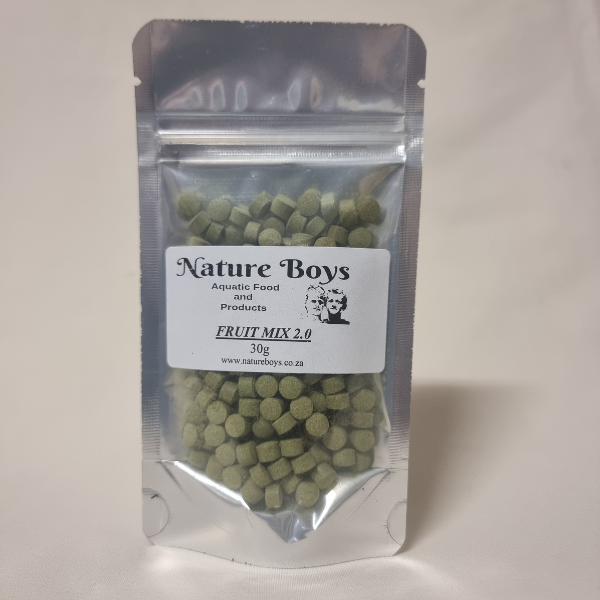 Nature Boys
Aquatic Food
and
Products
FRUIT MIX 2.0
30g
www.natureboys.co.za